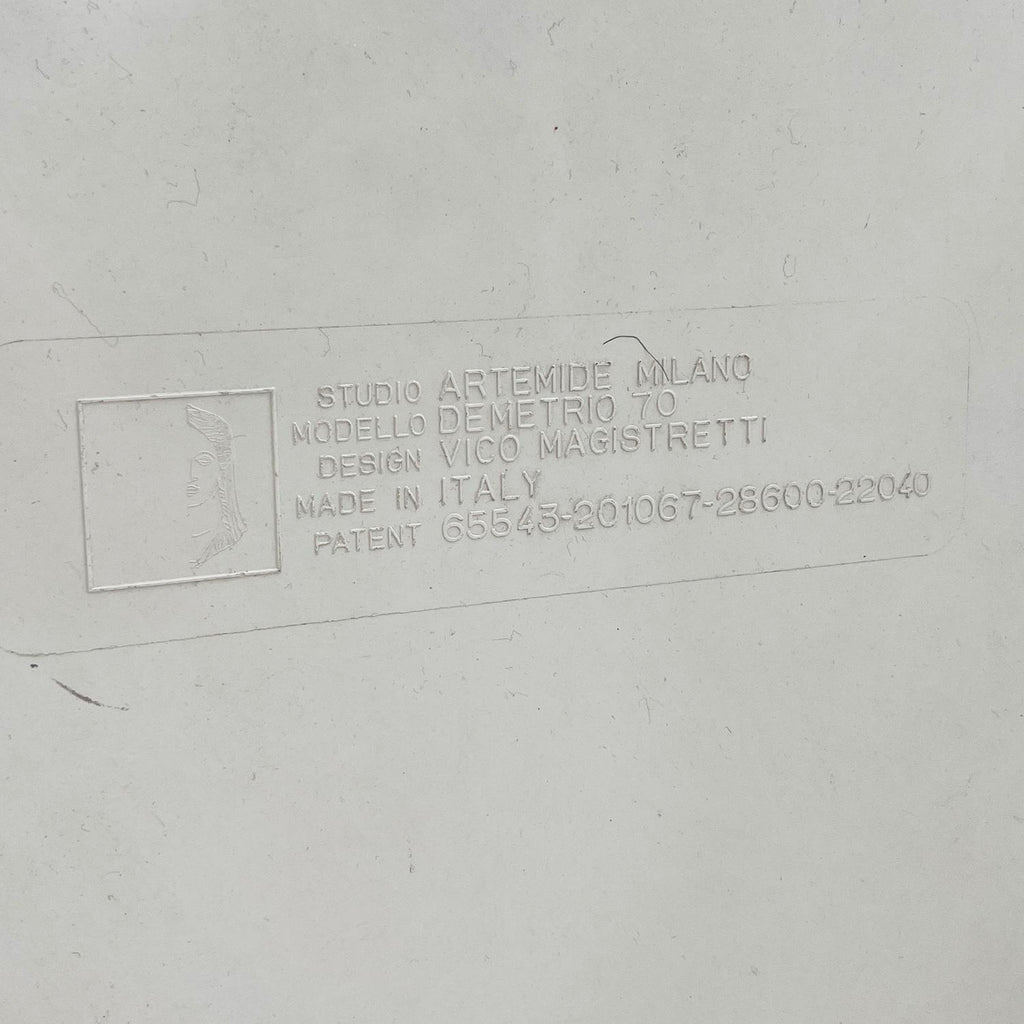 STUDIO ARTEMIDE MILANO
MODELLO DEMETRIO 70
DESIGN VICO MAGISTRETTI
MADE IN ITALY
PATENT 65543-201067-28600-22040